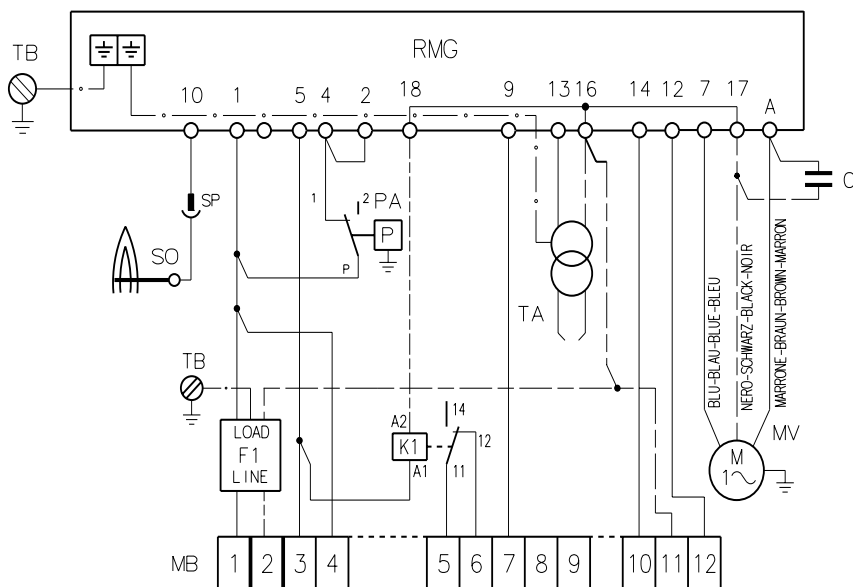 RMG
TB
10 1 5 4 2 18 9 13 16 14 12 7 17 A
SP
1
2
PA
P
C
SO
P
TA
BLU-BLAU-BLUE-BLEU
NERO-SCHWARZ-BLACK-NOIR
MARRONE-BRAUN-BROWN-MARRON
TB
LOAD
F1
LINE
A2
K1
A1
14
12
11
MV
M
1
MB 1 2 3 4 5 6 7 8 9 10 11 12